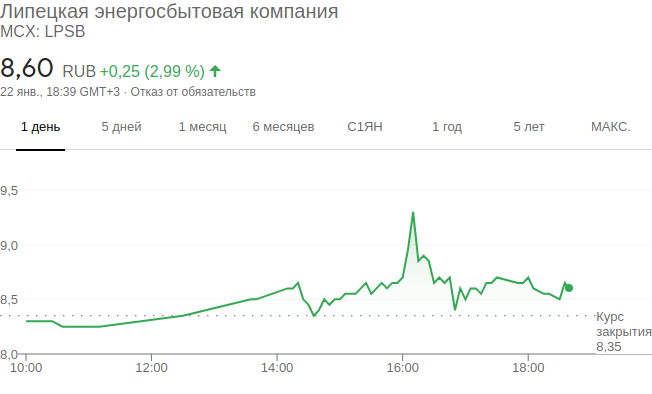 Липецкая энергосбытовая компания
MCX: LPSB
8,60 RUB +0,25 (2,99 %)
22 янв., 18:39 GMT+3 · Отказ от обязательств
1 день 5 дней 1 месяц 6 месяцев С1ЯН 1 год 5 лет МАКС.
9,5
9,0
8,5
Курс
закрытия
8,35
8,0
10:00 12:00 14:00 16:00 18:00